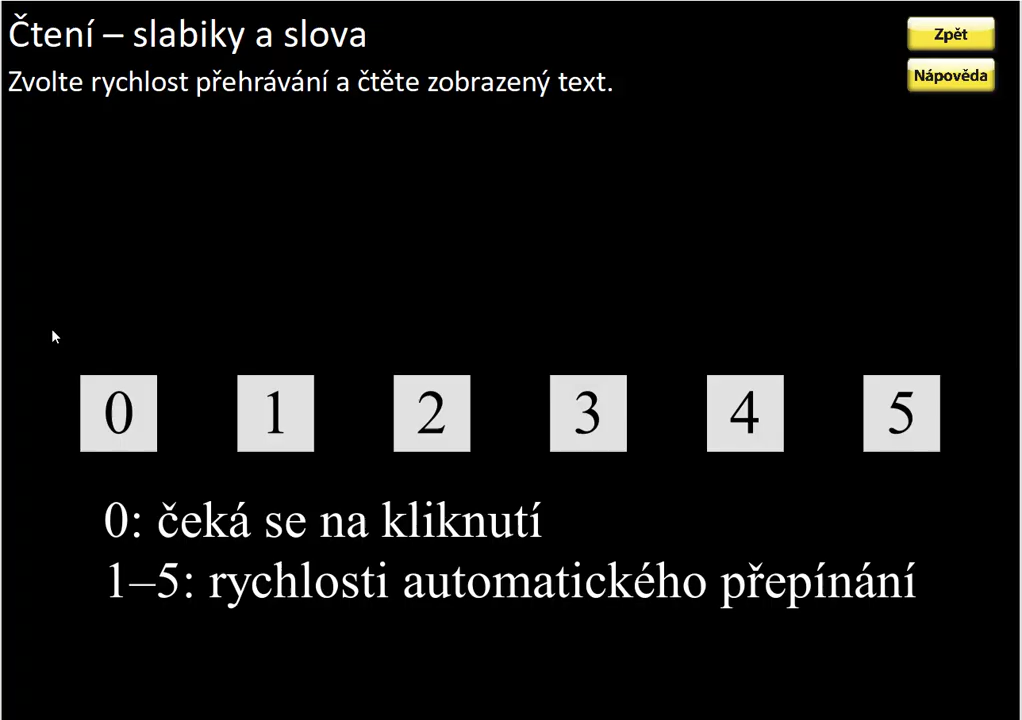 Čtení – slabiky a slova
Zpět
Zvolte rychlost přehrávání a čtěte zobrazený text.
Nápověda
0 1 2 3 4 5
0: čeká se na kliknutí
1–5: rychlosti automatického přepínání